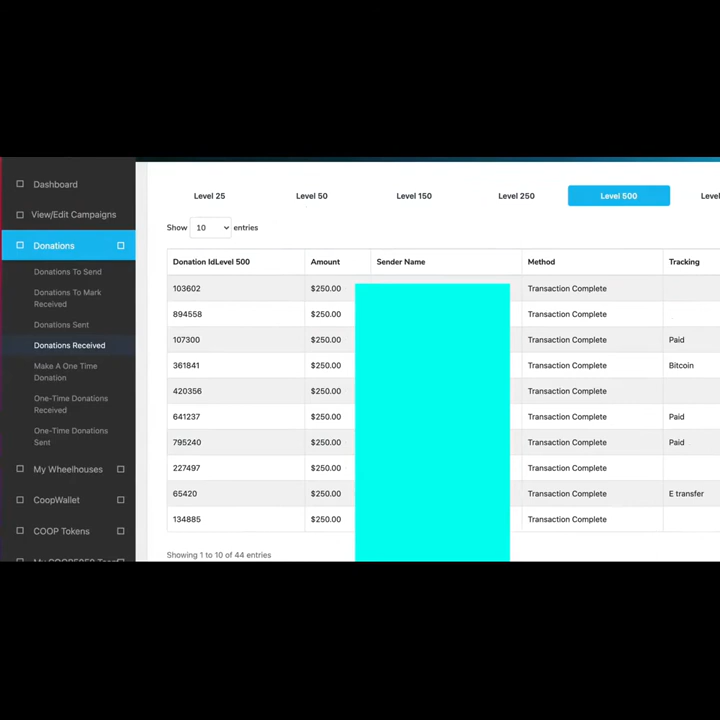 Dashboard
View/Edit Campaigns
Donations
Donations To Send
Donations To Mark
Received
Donations Sent
Donations Received
Make A One Time
Donation
One-Time Donations
Received
One-Time Donations
Sent
My Wheelhouses
CoopWallet
COOP Tokens
Level 25 Level 50 Level 150 Level 250 Level 500 Level
Show 10 entries
Donation IdLevel 500 Amount Sender Name Method Tracking
103602 $250.00 Transaction Complete
894558 $250.00 Transaction Complete
107300 $250.00 Transaction Complete Paid
361841 $250.00 Transaction Complete Bitcoin
420356 $250.00 Transaction Complete
641237 $250.00 Transaction Complete Paid
795240 $250.00 Transaction Complete Paid
227497 $250.00 Transaction Complete
65420 $250.00 Transaction Complete E transfer
134885 $250.00 Transaction Complete
Showing 1 to 10 of 44 entries